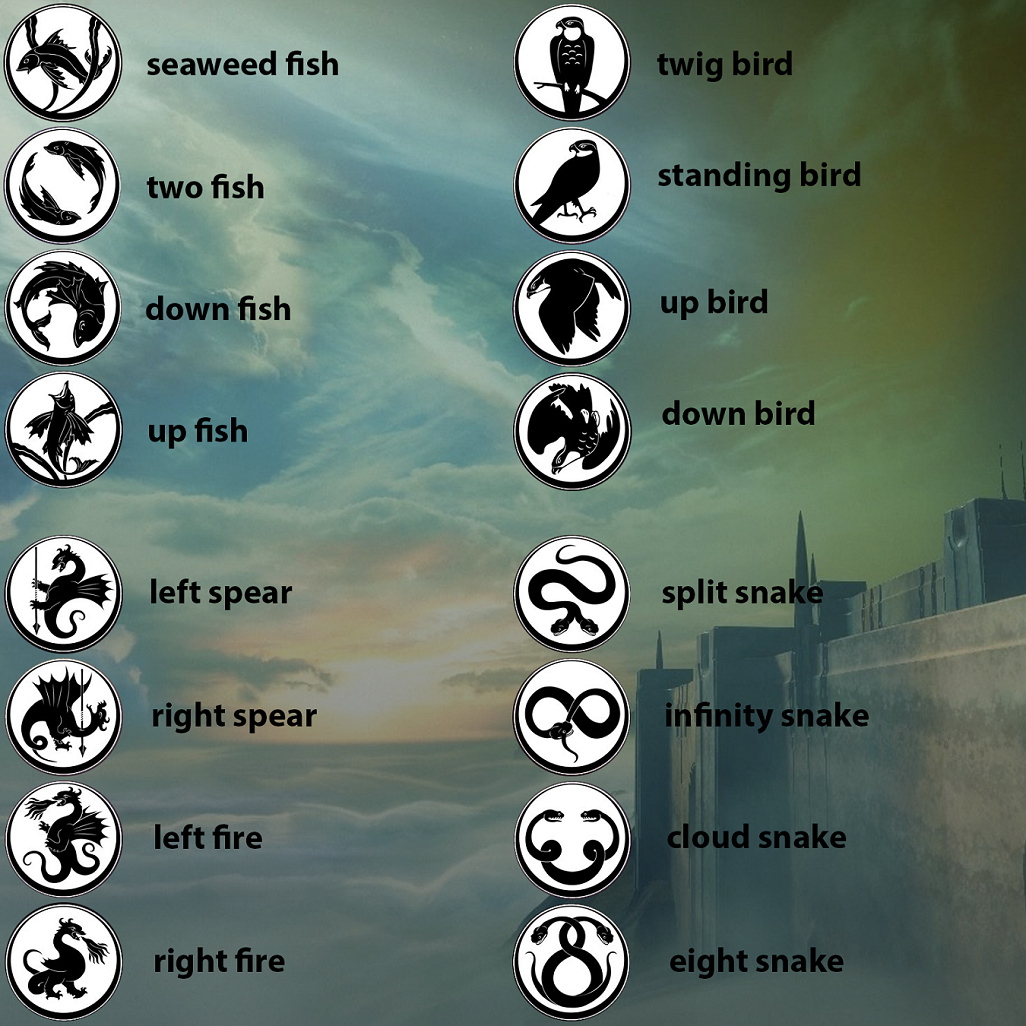 seaweed fish
twig bird
two fish
standing bird
down fish
up bird
up fish
down bird
left spear
split snake
right spear
infinity snake
left fire
cloud snake
right fire
eight snake